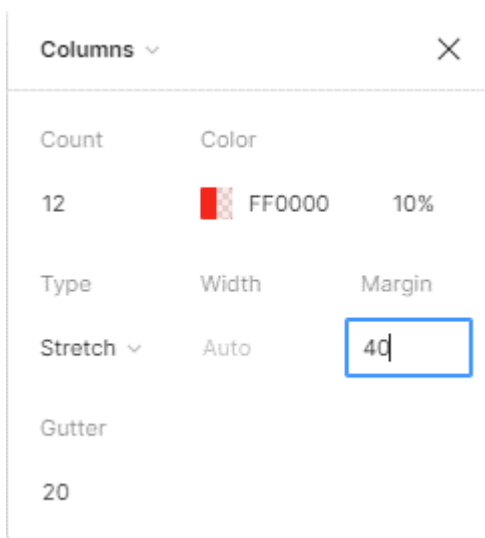 Columns
Count Color
12 FF0000 10%
Type Width Margin
Stretch Auto 40
Gutter
20